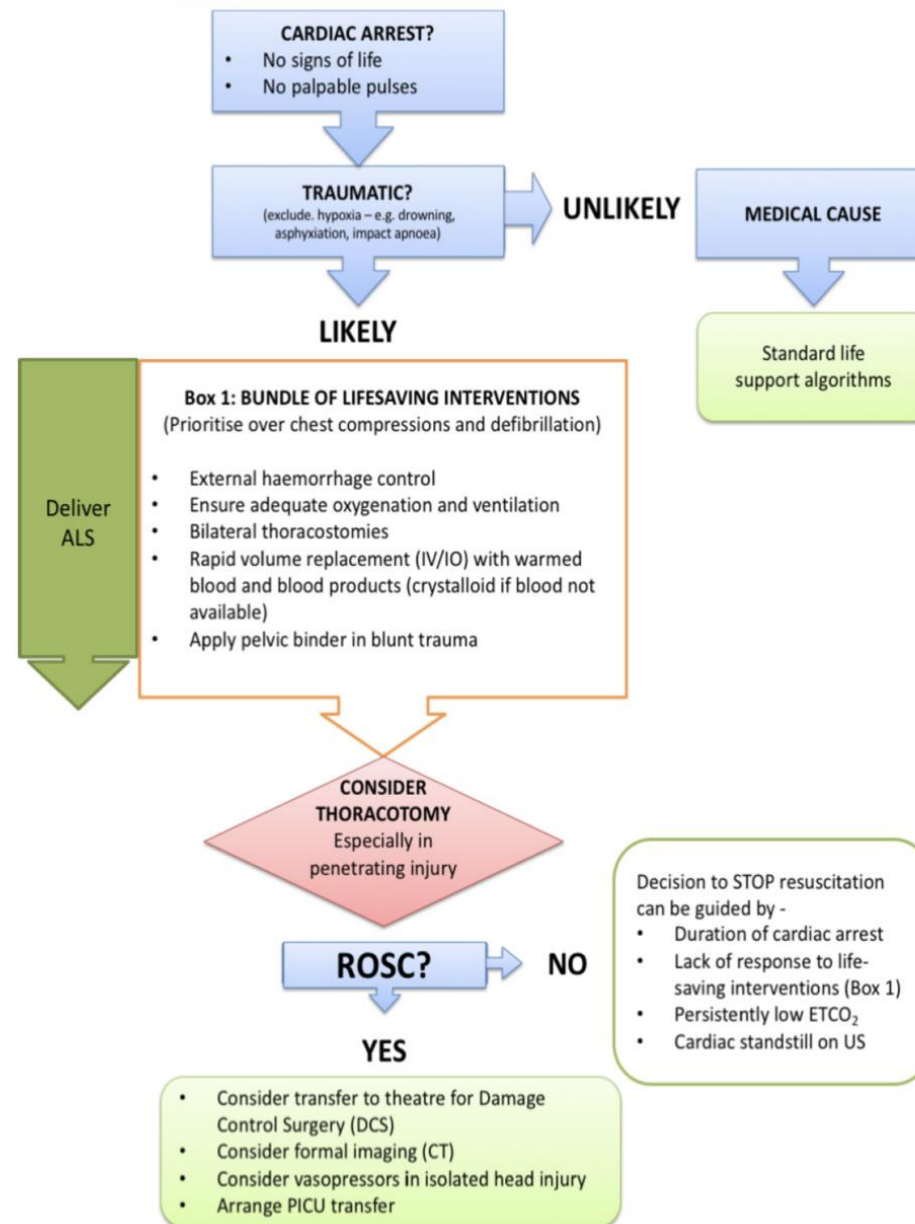 CARDIAC ARREST?
• No signs of life
• No palpable pulses
TRAUMATIC?
(exclude. hypoxia – e.g. drowning,
asphyxiation, impact apnoea)
UNLIKELY
MEDICAL CAUSE
LIKELY
Standard life
support algorithms
Deliver
ALS
Box 1: BUNDLE OF LIFESAVING INTERVENTIONS
(Prioritise over chest compressions and defibrillation)
• External haemorrhage control
• Ensure adequate oxygenation and ventilation
• Bilateral thoracostomies
• Rapid volume replacement (IV/IO) with warmed
blood and blood products (crystalloid if blood not
available)
• Apply pelvic binder in blunt trauma
CONSIDER
THORACOTOMY
Especially in
penetrating injury
ROSC?
NO
Decision to STOP resuscitation
can be guided by -
• Duration of cardiac arrest
• Lack of response to life-
saving interventions (Box 1)
• Persistently low ETCO₂
• Cardiac standstill on US
YES
• Consider transfer to theatre for Damage
Control Surgery (DCS)
• Consider formal imaging (CT)
• Consider vasopressors in isolated head injury
• Arrange PICU transfer